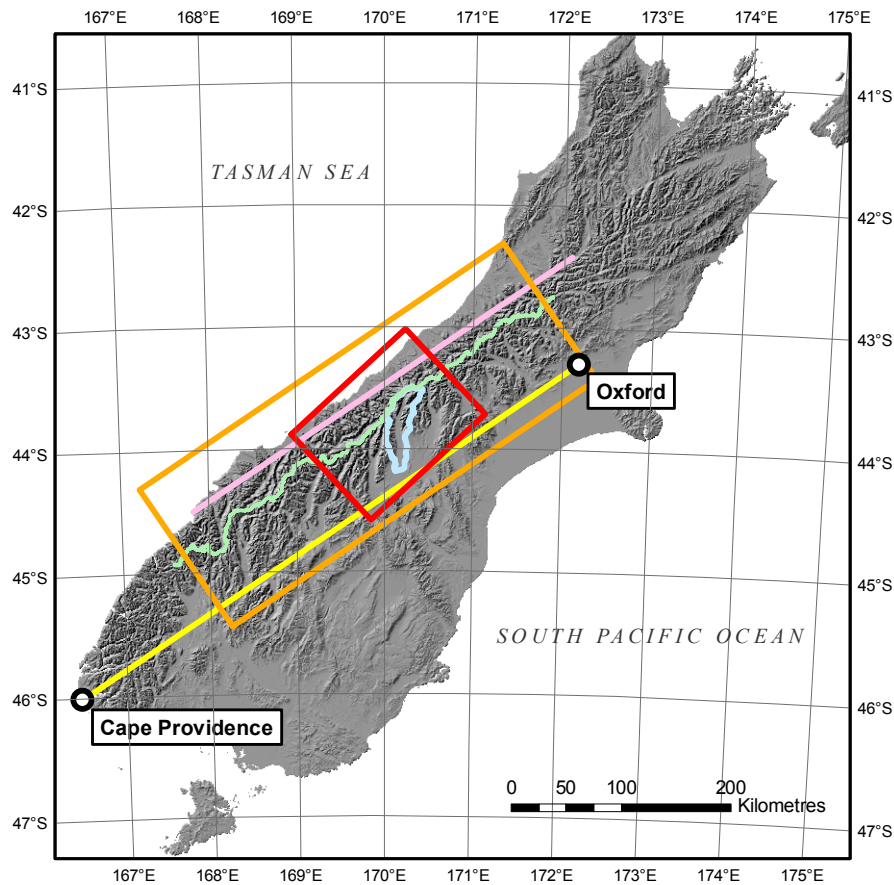 167°E 168°E 169°E 170°E 171°E 172°E 173°E 174°E 175°E
41°S 41°S
TASMAN SEA
42°S 42°S
43°S 43°S
Oxford
44°S 44°S
45°S 45°S
SOUTH PACIFIC OCEAN
46°S 46°S
Cape Providence
0 50 100 200
Kilometres
47°S 47°S
167°E 168°E 169°E 170°E 171°E 172°E 173°E 174°E 175°E